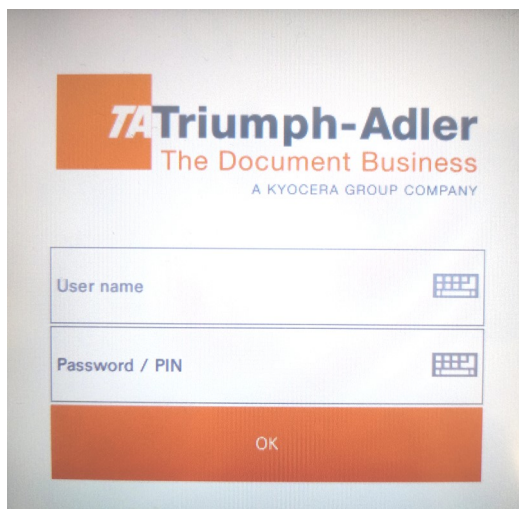 TA Triumph-Adler
The Document Business
A KYOCERA GROUP COMPANY
User name
Password / PIN
OK